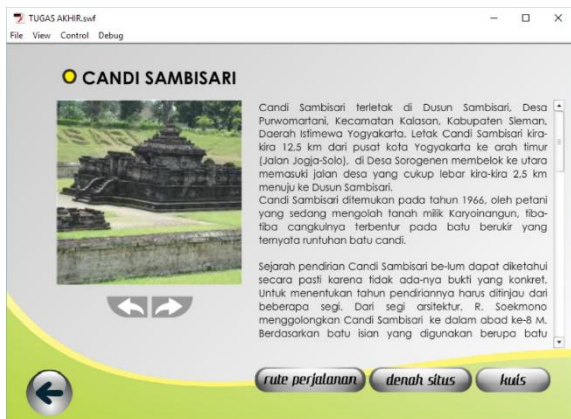 TUGAS AKHIR.swf
File View Control Debug
CANDI SAMBISARI
Candi Sambisari terletak di Dusun Sambisari, Desa
Purwomartani, Kecamatan Kalasan, Kabupaten Sleman,
Daerah Istimewa Yogyakarta. Letak Candi Sambisari kira-
kira 12,5 km dari pusat kota Yogyakarta ke arah timur
(Jalan Jogja-Solo), di Desa Sorogenen membelok ke utara
memasuki jalan desa yang cukup lebar kira-kira 2,5 km
menuju ke Dusun Sambisari.
Candi Sambisari ditemukan pada tahun 1966, oleh petani
yang sedang mengolah tanah milik Karyoinangun, tiba-
tiba cangkulnya terbentur pada batu berukir yang
ternyata runtuhan batu candi.
Sejarah pendirian Candi Sambisari be-lum dapat diketahui
secara pasti karena tidak ada-nya bukti yang konkret.
Untuk menentukan tahun pendiriannya harus ditinjau dari
beberapa segi. Dari segi arsitektur, R. Soekmono
menggolongkan Candi Sambisari ke dalam abad ke-8 M.
Berdasarkan batu isian yang digunakan berupa batu
rute perjalanan
denah situs
kuis